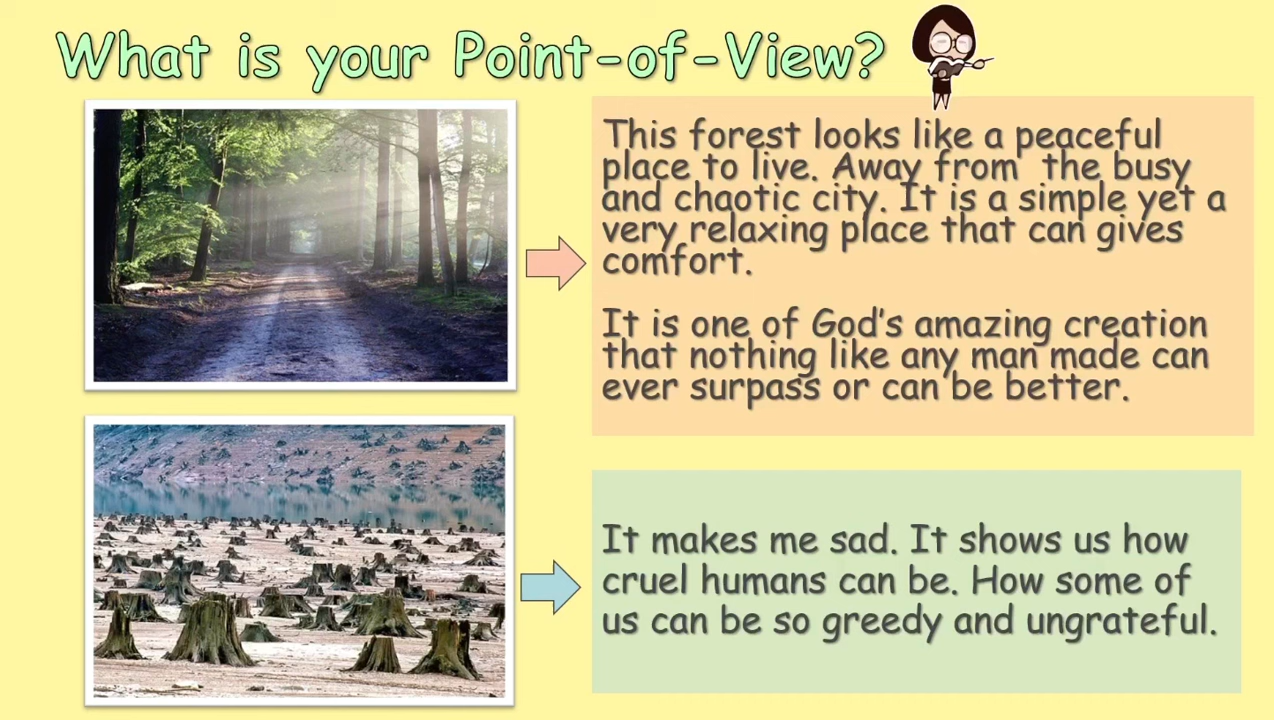 What is your Point-of-View?
This forest looks like a peaceful
place to live. Away from the busy
and chaotic city. It is a simple yet a
very relaxing place that can gives
comfort.
It is one of God's amazing creation
that nothing like any man made can
ever surpass or can be better.
It makes me sad. It shows us how
cruel humans can be. How some of
us can be so greedy and ungrateful.